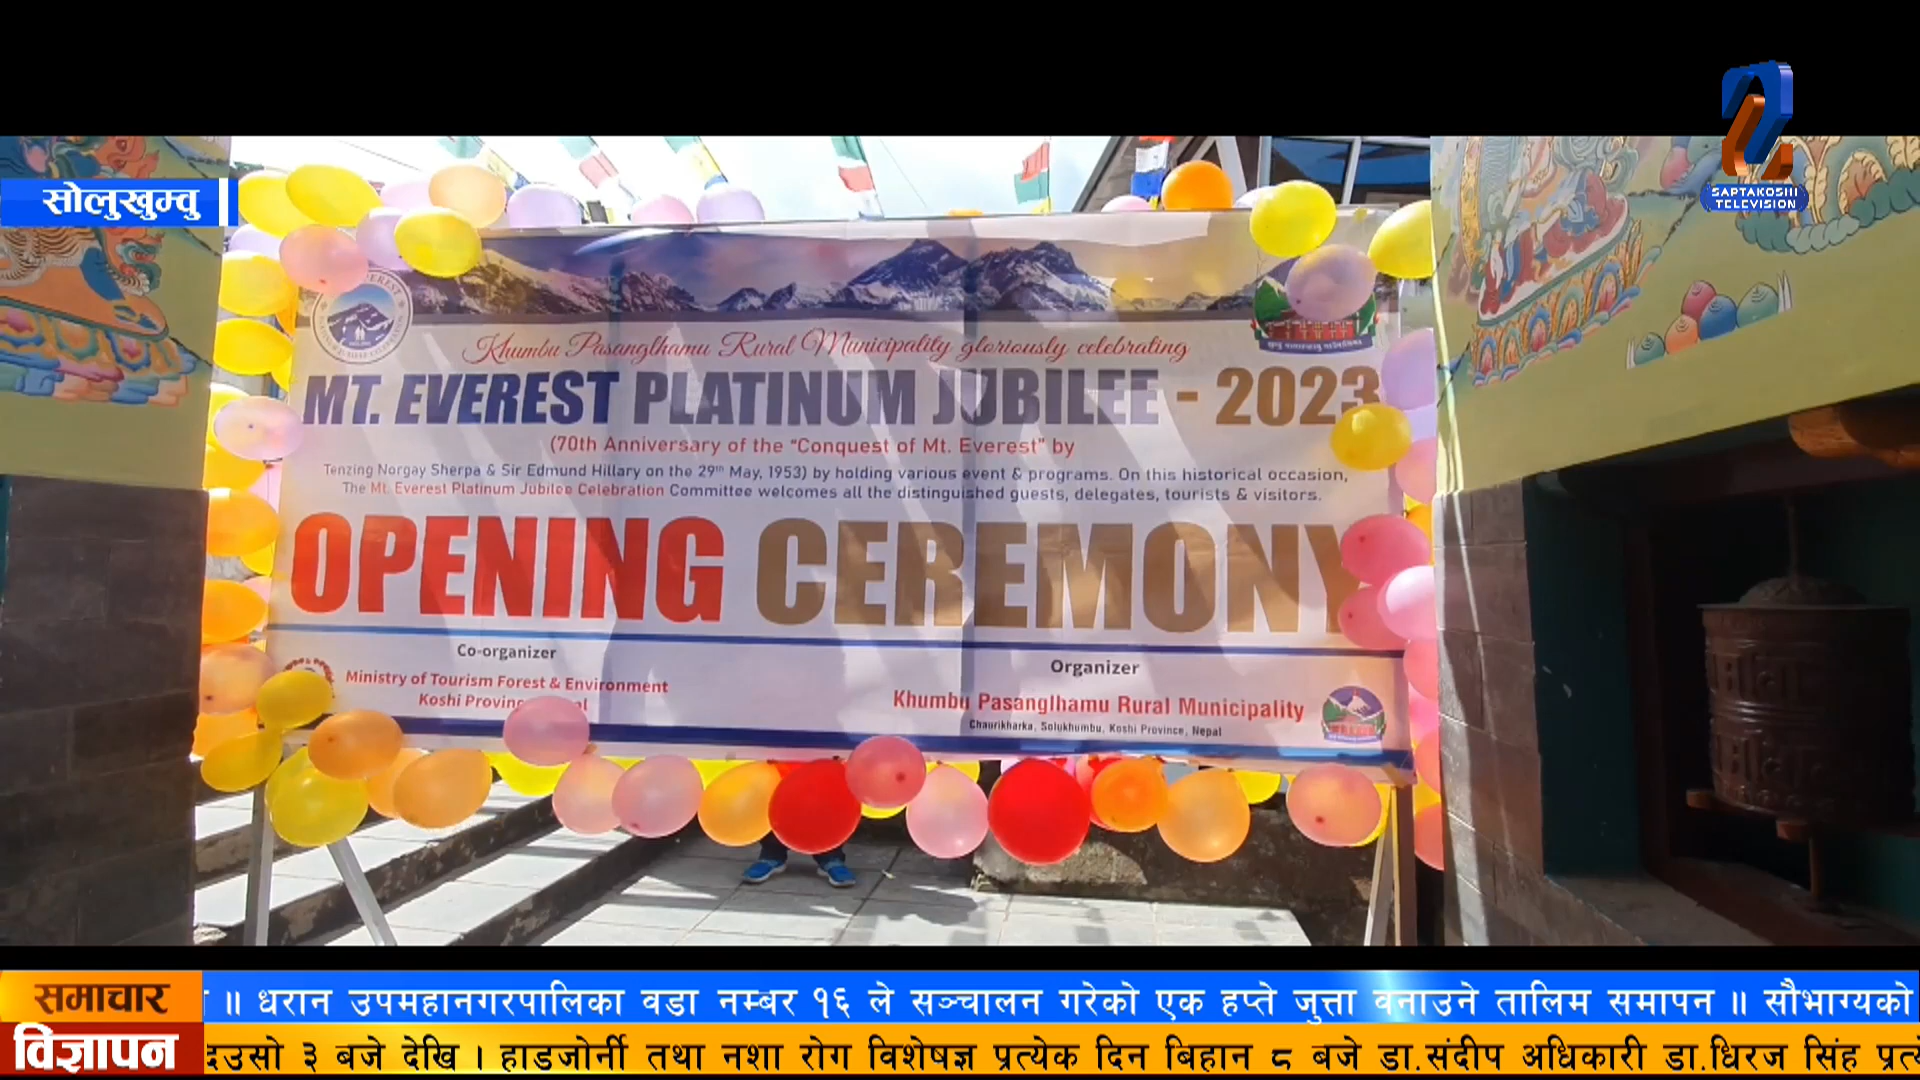 SAPTAKOSHI
TELEVISION
सोलुखुम्वु
Khumbu Pasanglhamu Rural Municipality gloriously celebrating
MT. EVEREST PLATINUM JUBILEE - 2023
(70th Anniversary of the "Conquest of Mt. Everest" by
Tenzing Norgay Sherpa & Sir Edmund Hillary on the 29th May, 1953) by holding various event & programs. On this historical occasion,
The Mt. Everest Platinum Jubilee Celebration Committee welcomes all the distinguished guests, delegates, tourists & visitors.
OPENING CEREMONY
Co-organizer
Ministry of Tourism Forest & Environment
Koshi
Organizer
Khumbu Pasanglhamu Rural Municipality
Chaurikharka, Solukhumbu, Koshi Province, Nepal
समाचार
॥ धरान उपमहानगरपालिका वडा नम्बर १६ ले सञ्चालन गरेको एक हप्ते जुत्ता वनाउने तालिम समापन ॥ सौभाग्यको
विज्ञापन
दिउसो ३ बजे देखि । हाडजोर्नी तथा नशा रोग विशेषज्ञ प्रत्येक दिन बिहान ८ बजे डा.संदीप अधिकारी डा.धिरज सिंह